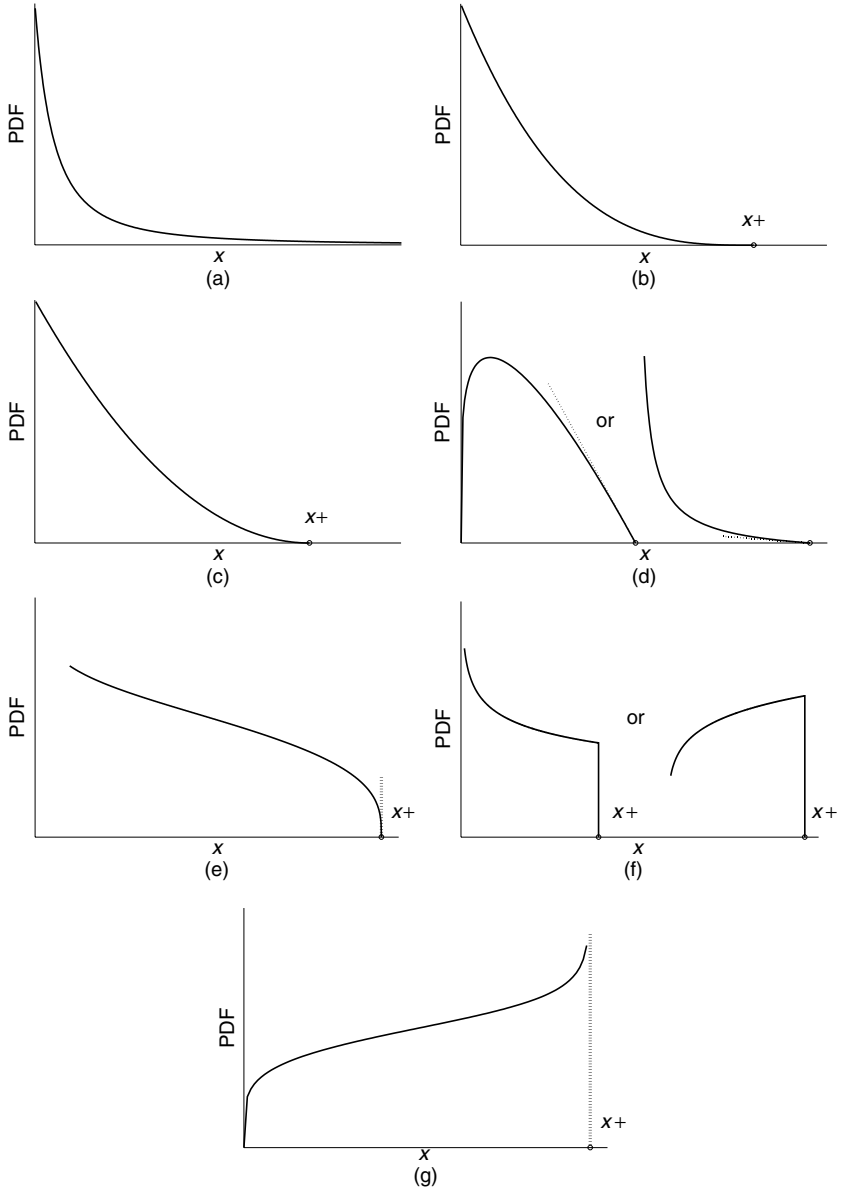 PDF
x
(a)
PDF
x+
x
(b)
PDF
x+
x
(c)
PDF
or
x
(d)
PDF
x+
x
(e)
PDF
or
x+
x+
x
(f)
PDF
x+
x
(g)